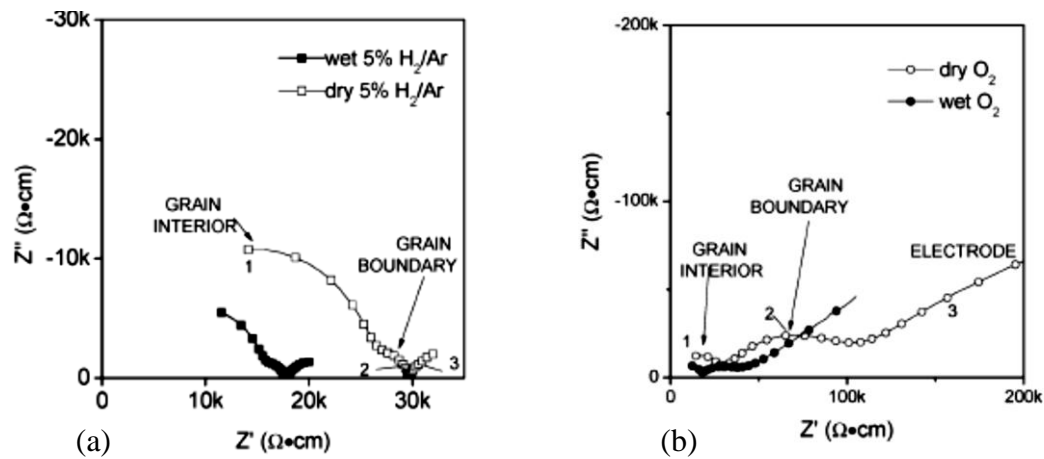 -30k
-20k
-10k
0
0
10k
20k
30k
Z" (Ω•cm)
Z' (Ω•cm)
wet 5% H₂/Ar
dry 5% H₂/Ar
GRAIN
INTERIOR
1
GRAIN
BOUNDARY
2
3
(a)
-200k
-100k
0
0
100k
200k
Z" (Ω•cm)
Z' (Ω•cm)
dry O₂
wet O₂
GRAIN
BOUNDARY
GRAIN
INTERIOR
ELECTRODE
1
2
3
(b)